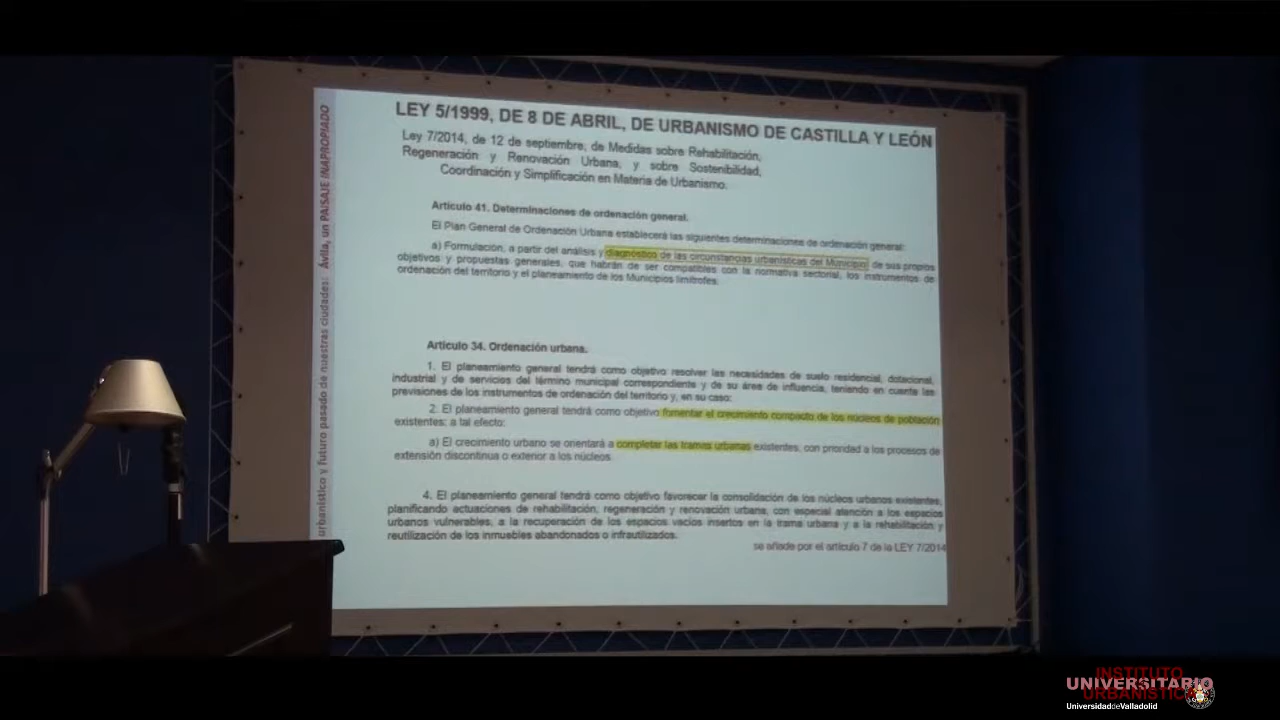 LEY 5/1999, DE 8 DE ABRIL, DE URBANISMO DE CASTILLA Y LEÓN
Ley 7/2014, de 12 de septiembre, de Medidas sobre Rehabilitación,
Regeneración y Renovación Urbana, y sobre Sostenibilidad,
Coordinación y Simplificación en Materia de Urbanismo.
Artículo 41. Determinaciones de ordenación general.
El Plan General de Ordenación Urbana establecerá las siguientes determinaciones de ordenación general:
a) Formulación, a partir del análisis y diagnóstico de las circunstancias urbanísticas del Municipio, de sus propios
objetivos y propuestas generales, que habrán de ser compatibles con la normativa sectorial, los instrumentos de
ordenación del territorio y el planeamiento de los Municipios limítrofes.
Artículo 34. Ordenación urbana.
1. El planeamiento general tendrá como objetivo resolver las necesidades de suelo residencial, dotacional,
industrial y de servicios del término municipal correspondiente y de su área de influencia, teniendo en cuenta las
previsiones de los instrumentos de ordenación del territorio y, en su caso:
2. El planeamiento general tendrá como objetivo fomentar el crecimiento compacto de los núcleos de población
existentes; a tal efecto:
a) El crecimiento urbano se orientará a completar las tramas urbanas existentes, con prioridad a los procesos de
extensión discontinua o exterior a los núcleos.
4. El planeamiento general tendrá como objetivo favorecer la consolidación de los núcleos urbanos existentes,
planificando actuaciones de rehabilitación, regeneración y renovación urbana, con especial atención a los espacios
urbanos vulnerables, a la recuperación de los espacios vacíos insertos en la trama urbana y a la rehabilitación y
reutilización de los inmuebles abandonados o infrautilizados.
se añade por el artículo 7 de la LEY 7/2014
urbanístico y futuro pasado de nuestras ciudades: Ávila, un PAISAJE INAPROPIADO
INSTITUTO
UNIVERSITARIO
URBANÍSTICA
UniversidaddeValladolid